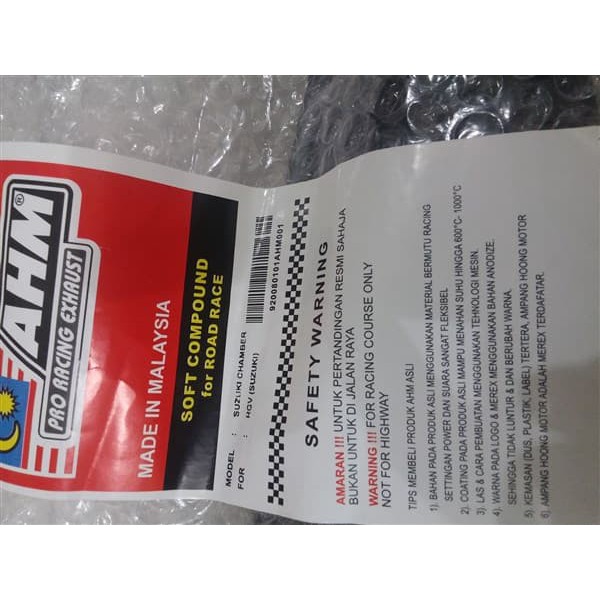 AHM®
PRO RACING EXHAUST
MADE IN MALAYSIA
SOFT COMPOUND
for ROAD RACE
MODEL : SUZUKI CHAMBER
FOR : HGV (SUZUKI)
920080101AHM001
SAFETY WARNING
AMARAN !!! UNTUK PERTANDINGAN RESMI SAHAJA
BUKAN UNTUK DI JALAN RAYA
WARNING !!! FOR RACING COURSE ONLY
NOT FOR HIGHWAY
TIPS MEMBELI PRODUK AHM ASLI
1). BAHAN PADA PRODUK ASLI MENGGUNAKAN MATERIAL BERMUTU RACING
SETTINGAN POWER DAN SUARA SANGAT FLEKSIBEL
2). COATING PADA PRODUK ASLI MAMPU MENAHAN SUHU HINGGA 600°C- 1000°C
3). LAS & CARA PEMBUATAN MENGGUNAKAN TEHNOLOGI MESIN.
4). WARNA PADA LOGO & MEREX MENGGUNAKAN BAHAN ANODIZE.
SEHINGGA TIDAK LUNTUR & DAN BERUBAH WARNA.
5). KEMASAN (DUS, PLASTIK, LABEL) TERTERA, AMPANG HOONG MOTOR
6). AMPANG HOONG MOTOR ADALAH MEREX TERDAFATAR.